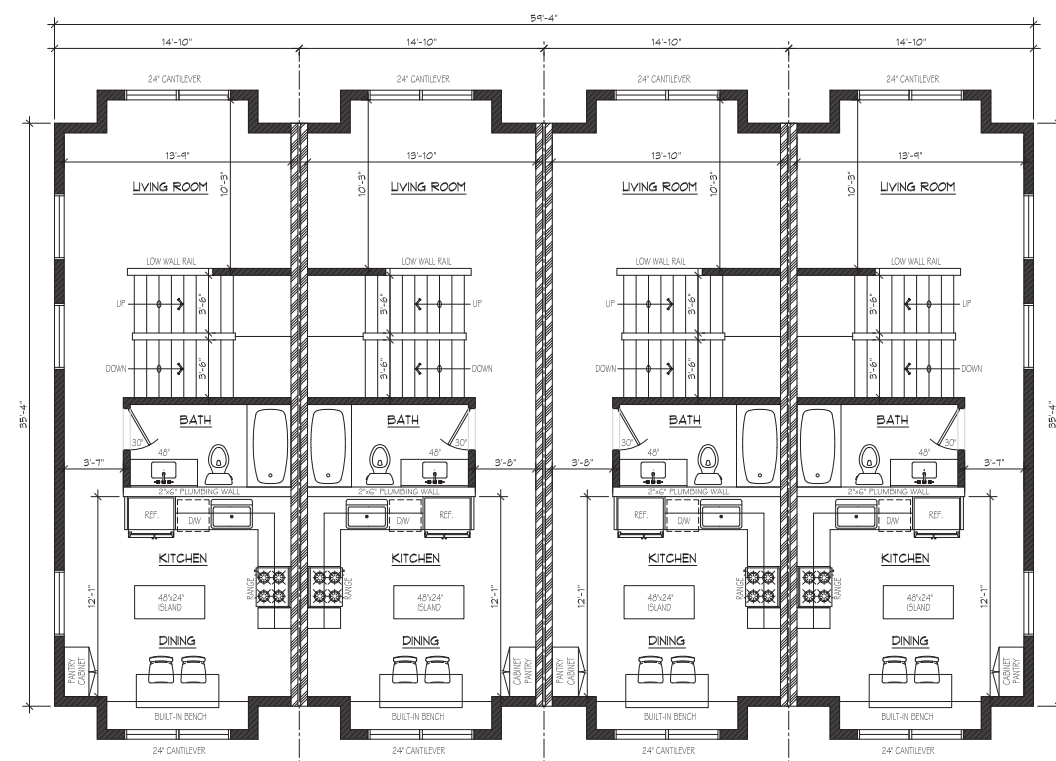 59'-4"
14'-10" 14'-10" 14'-10" 14'-10"
24" CANTILEVER 24" CANTILEVER 24" CANTILEVER 24" CANTILEVER
13'-9" 13'-10" 13'-10" 13'-9"
10'-3" 10'-3" 10'-3" 10'-3"
LIVING ROOM LIVING ROOM LIVING ROOM LIVING ROOM
LOW WALL RAIL LOW WALL RAIL LOW WALL RAIL LOW WALL RAIL
UP 3'-6" 3'-6" UP UP 3'-6" 3'-6" UP
DOWN 3'-6" 3'-6" DOWN DOWN 3'-6" 3'-6" DOWN
35'-4" 35'-4"
BATH BATH BATH BATH
30" 30" 30" 30"
48" 48" 48" 48"
3'-7" 3'-8" 3'-8" 3'-7"
2"x6" PLUMBING WALL 2"x6" PLUMBING WALL 2"x6" PLUMBING WALL 2"x6" PLUMBING WALL
REF. D/W D/W REF. REF. D/W D/W REF.
KITCHEN KITCHEN KITCHEN KITCHEN
RANGE RANGE RANGE RANGE
12'-1" 12'-1" 12'-1" 12'-1"
48"x24" 48"x24" 48"x24" 48"x24"
ISLAND ISLAND ISLAND ISLAND
DINING DINING DINING DINING
PANTRY CABINET CABINET PANTRY PANTRY CABINET CABINET PANTRY
BUILT-IN BENCH BUILT-IN BENCH BUILT-IN BENCH BUILT-IN BENCH
24" CANTILEVER 24" CANTILEVER 24" CANTILEVER 24" CANTILEVER